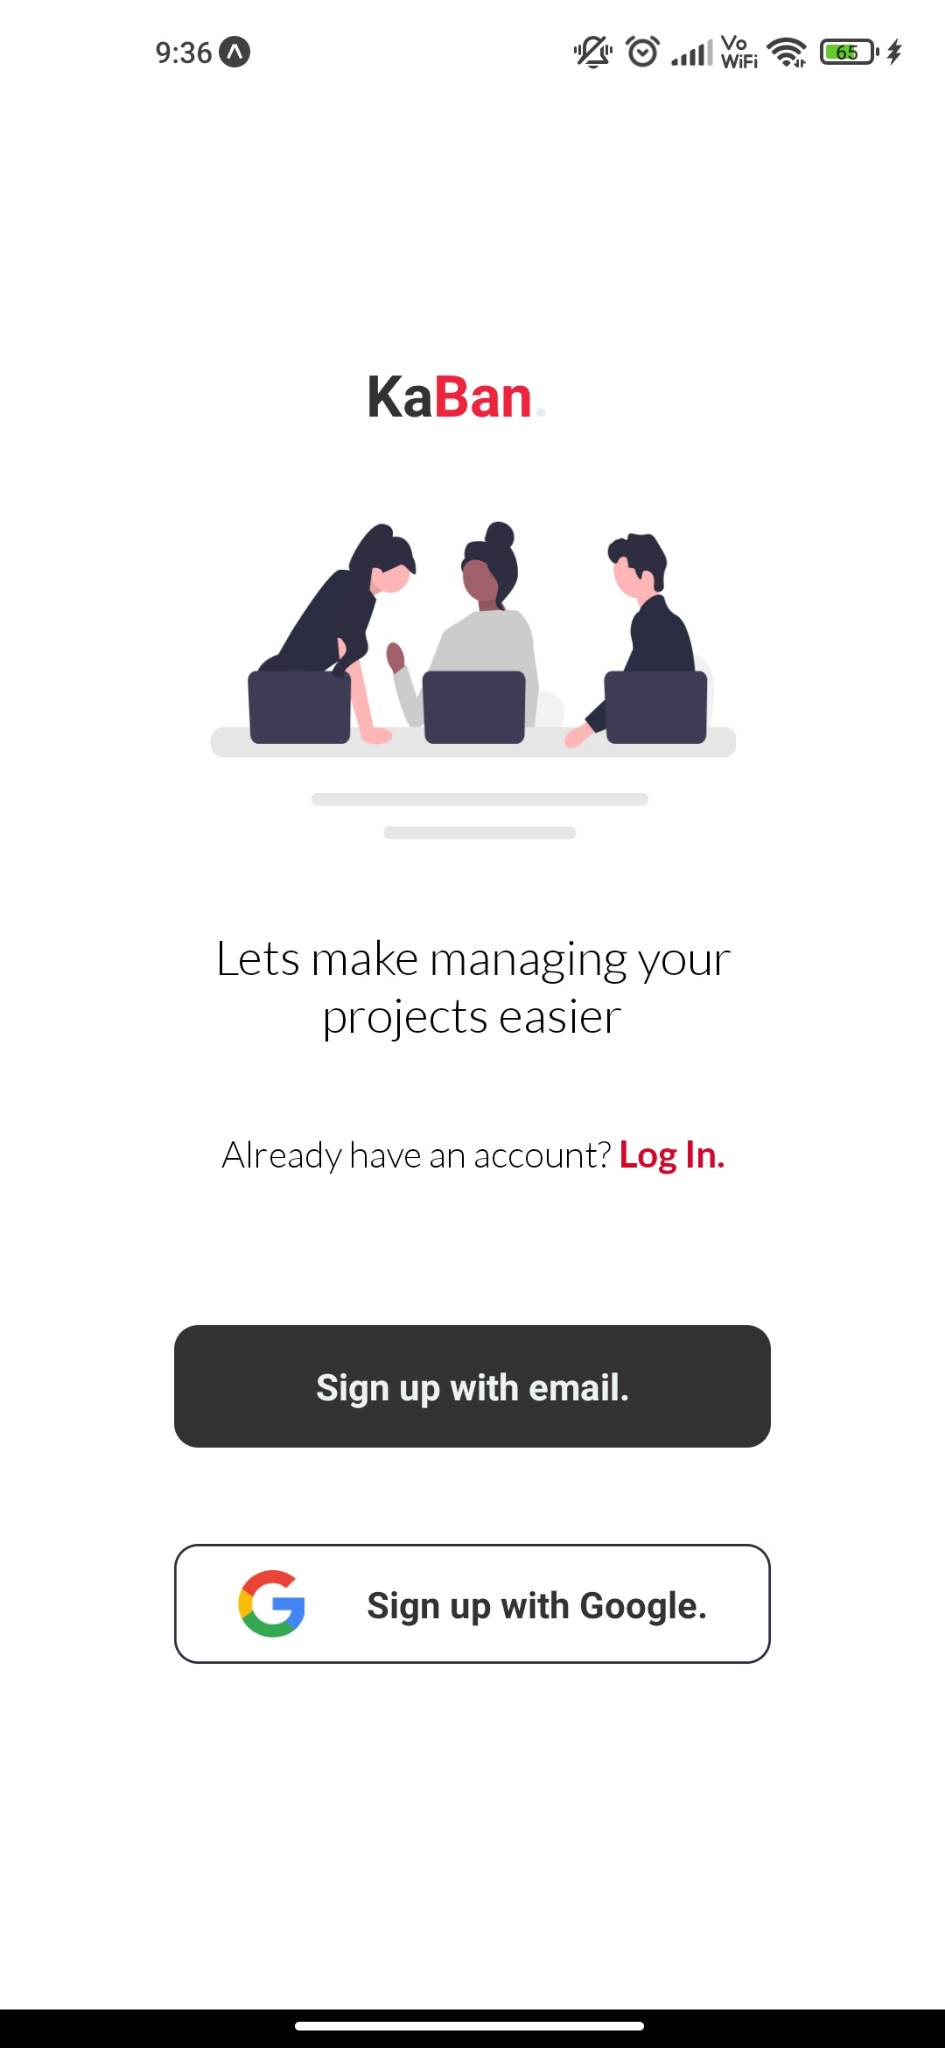 9:36
Vo
WiFi
65
KaBan.
Lets make managing your
projects easier
Already have an account? Log In.
Sign up with email.
G
Sign up with Google.